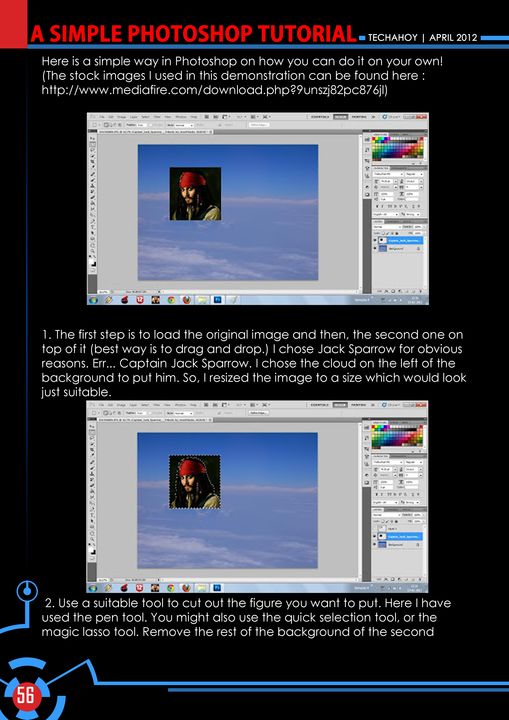 A SIMPLE PHOTOSHOP TUTORIAL
TECHAHOY | APRIL 2012
Here is a simple way in Photoshop on how you can do it on your own!
(The stock images I used in this demonstration can be found here :
http://www.mediafire.com/download.php?9unszj82pc876jl)
1. The first step is to load the original image and then, the second one on
top of it (best way is to drag and drop.) I chose Jack Sparrow for obvious
reasons. Err... Captain Jack Sparrow. I chose the cloud on the left of the
background to put him. So, I resized the image to a size which would look
just suitable.
2. Use a suitable tool to cut out the figure you want to put. Here I have
used the pen tool. You might also use the quick selection tool, or the
magic lasso tool. Remove the rest of the background of the second
56